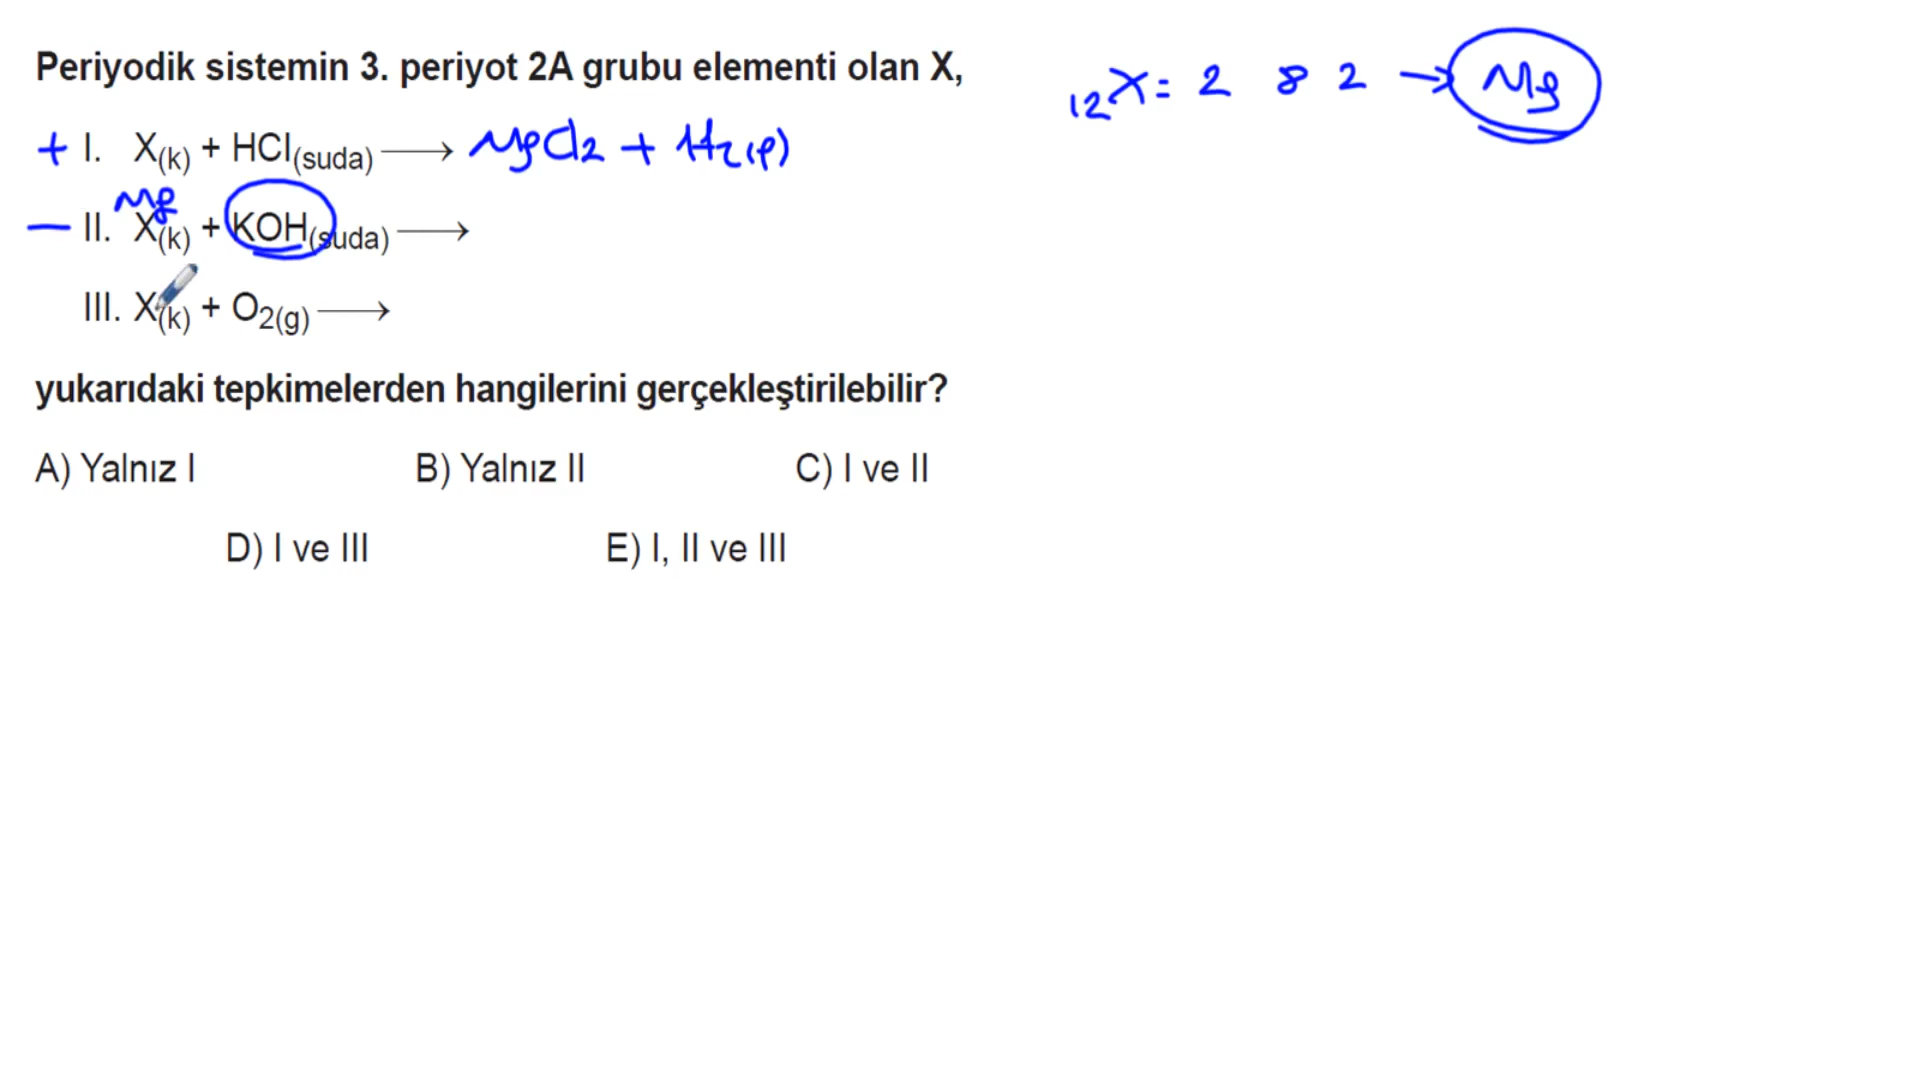 Periyodik sistemin 3. periyot 2A grubu elementi olan X,
12X = 2 8 2 → Mg
+ I. X(k) + HCl(suda) ⟶ MgCl2 + H2(g)
Mg
— II. X(k) + KOH(suda) ⟶
III. X(k) + O2(g) ⟶
yukarıdaki tepkimelerden hangilerini gerçekleştirilebilir?
A) Yalnız I B) Yalnız II C) I ve II
D) I ve III E) I, II ve III